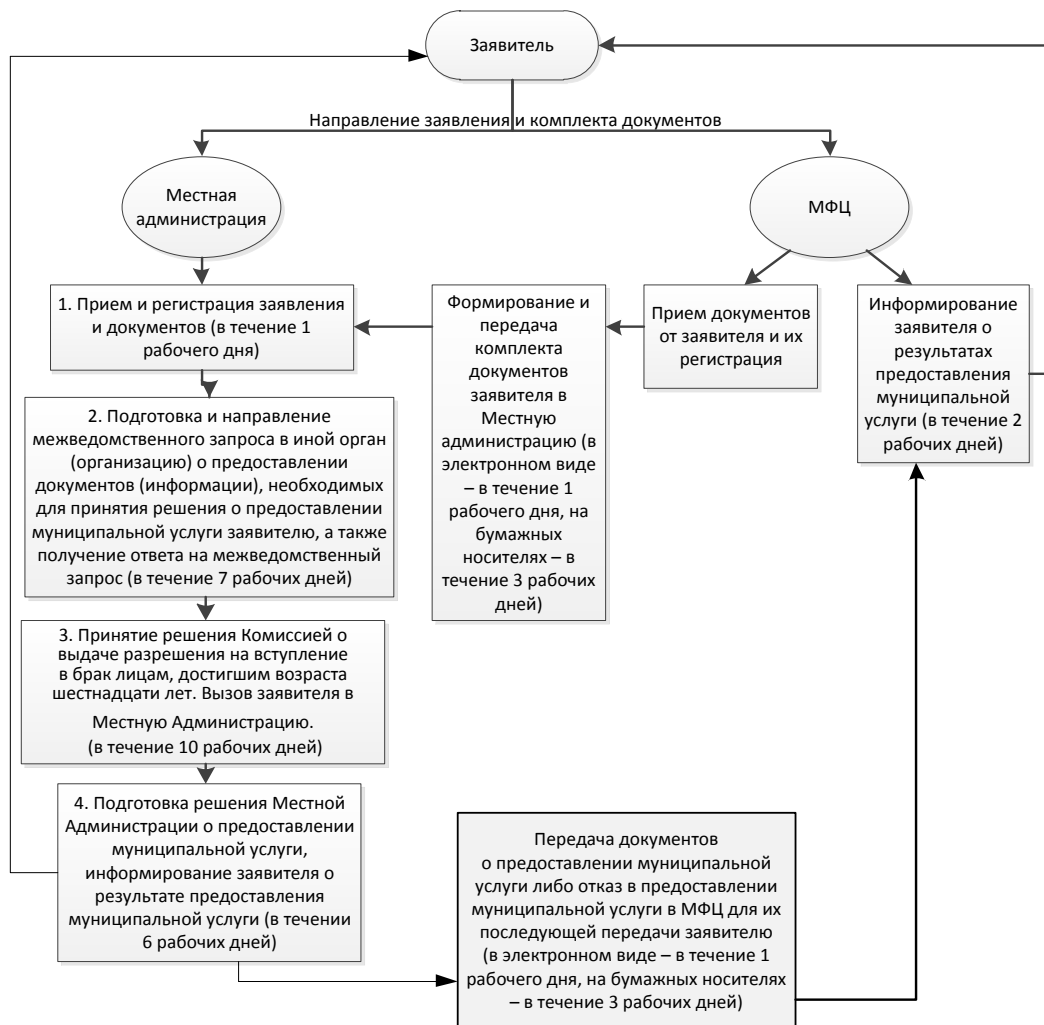 Заявитель
Направление заявления и комплекта документов
Местная
администрация
МФЦ
1. Прием и регистрация заявления
и документов (в течение 1
рабочего дня)
Формирование и
передача
комплекта
документов
заявителя в
Местную
администрацию (в
электронном виде
– в течение 1
рабочего дня, на
бумажных
носителях – в
течение 3 рабочих
дней)
Прием документов
от заявителя и их
регистрация
Информирование
заявителя о
результатах
предоставления
муниципальной
услуги (в течение 2
рабочих дней)
2. Подготовка и направление
межведомственного запроса в иной орган
(организацию) о предоставлении
документов (информации), необходимых
для принятия решения о предоставлении
муниципальной услуги заявителю, а также
получение ответа на межведомственный
запрос (в течение 7 рабочих дней)
3. Принятие решения Комиссией о
выдаче разрешения на вступление
в брак лицам, достигшим возраста
шестнадцати лет. Вызов заявителя в
Местную Администрацию.
(в течение 10 рабочих дней)
4. Подготовка решения Местной
Администрации о предоставлении
муниципальной услуги,
информирование заявителя о
результате предоставления
муниципальной услуги (в течении
6 рабочих дней)
Передача документов
о предоставлении муниципальной
услуги либо отказ в предоставлении
муниципальной услуги в МФЦ для их
последующей передачи заявителю
(в электронном виде – в течение 1
рабочего дня, на бумажных носителях
– в течение 3 рабочих дней)